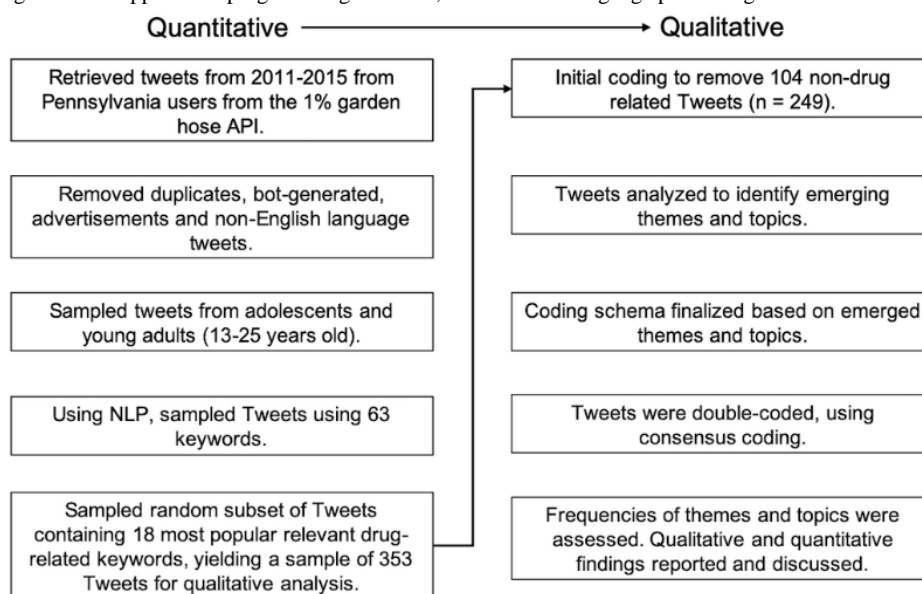 Quantitative
Qualitative
Retrieved tweets from 2011-2015 from
Pennsylvania users from the 1% garden
hose API.
Removed duplicates, bot-generated,
advertisements and non-English language
tweets.
Sampled tweets from adolescents and
young adults (13-25 years old).
Using NLP, sampled Tweets using 63
keywords.
Sampled random subset of Tweets
containing 18 most popular relevant drug-
related keywords, yielding a sample of 353
Tweets for qualitative analysis.
Initial coding to remove 104 non-drug
related Tweets (n = 249).
Tweets analyzed to identify emerging
themes and topics.
Coding schema finalized based on emerged
themes and topics.
Tweets were double-coded, using
consensus coding.
Frequencies of themes and topics were
assessed. Qualitative and quantitative
findings reported and discussed.